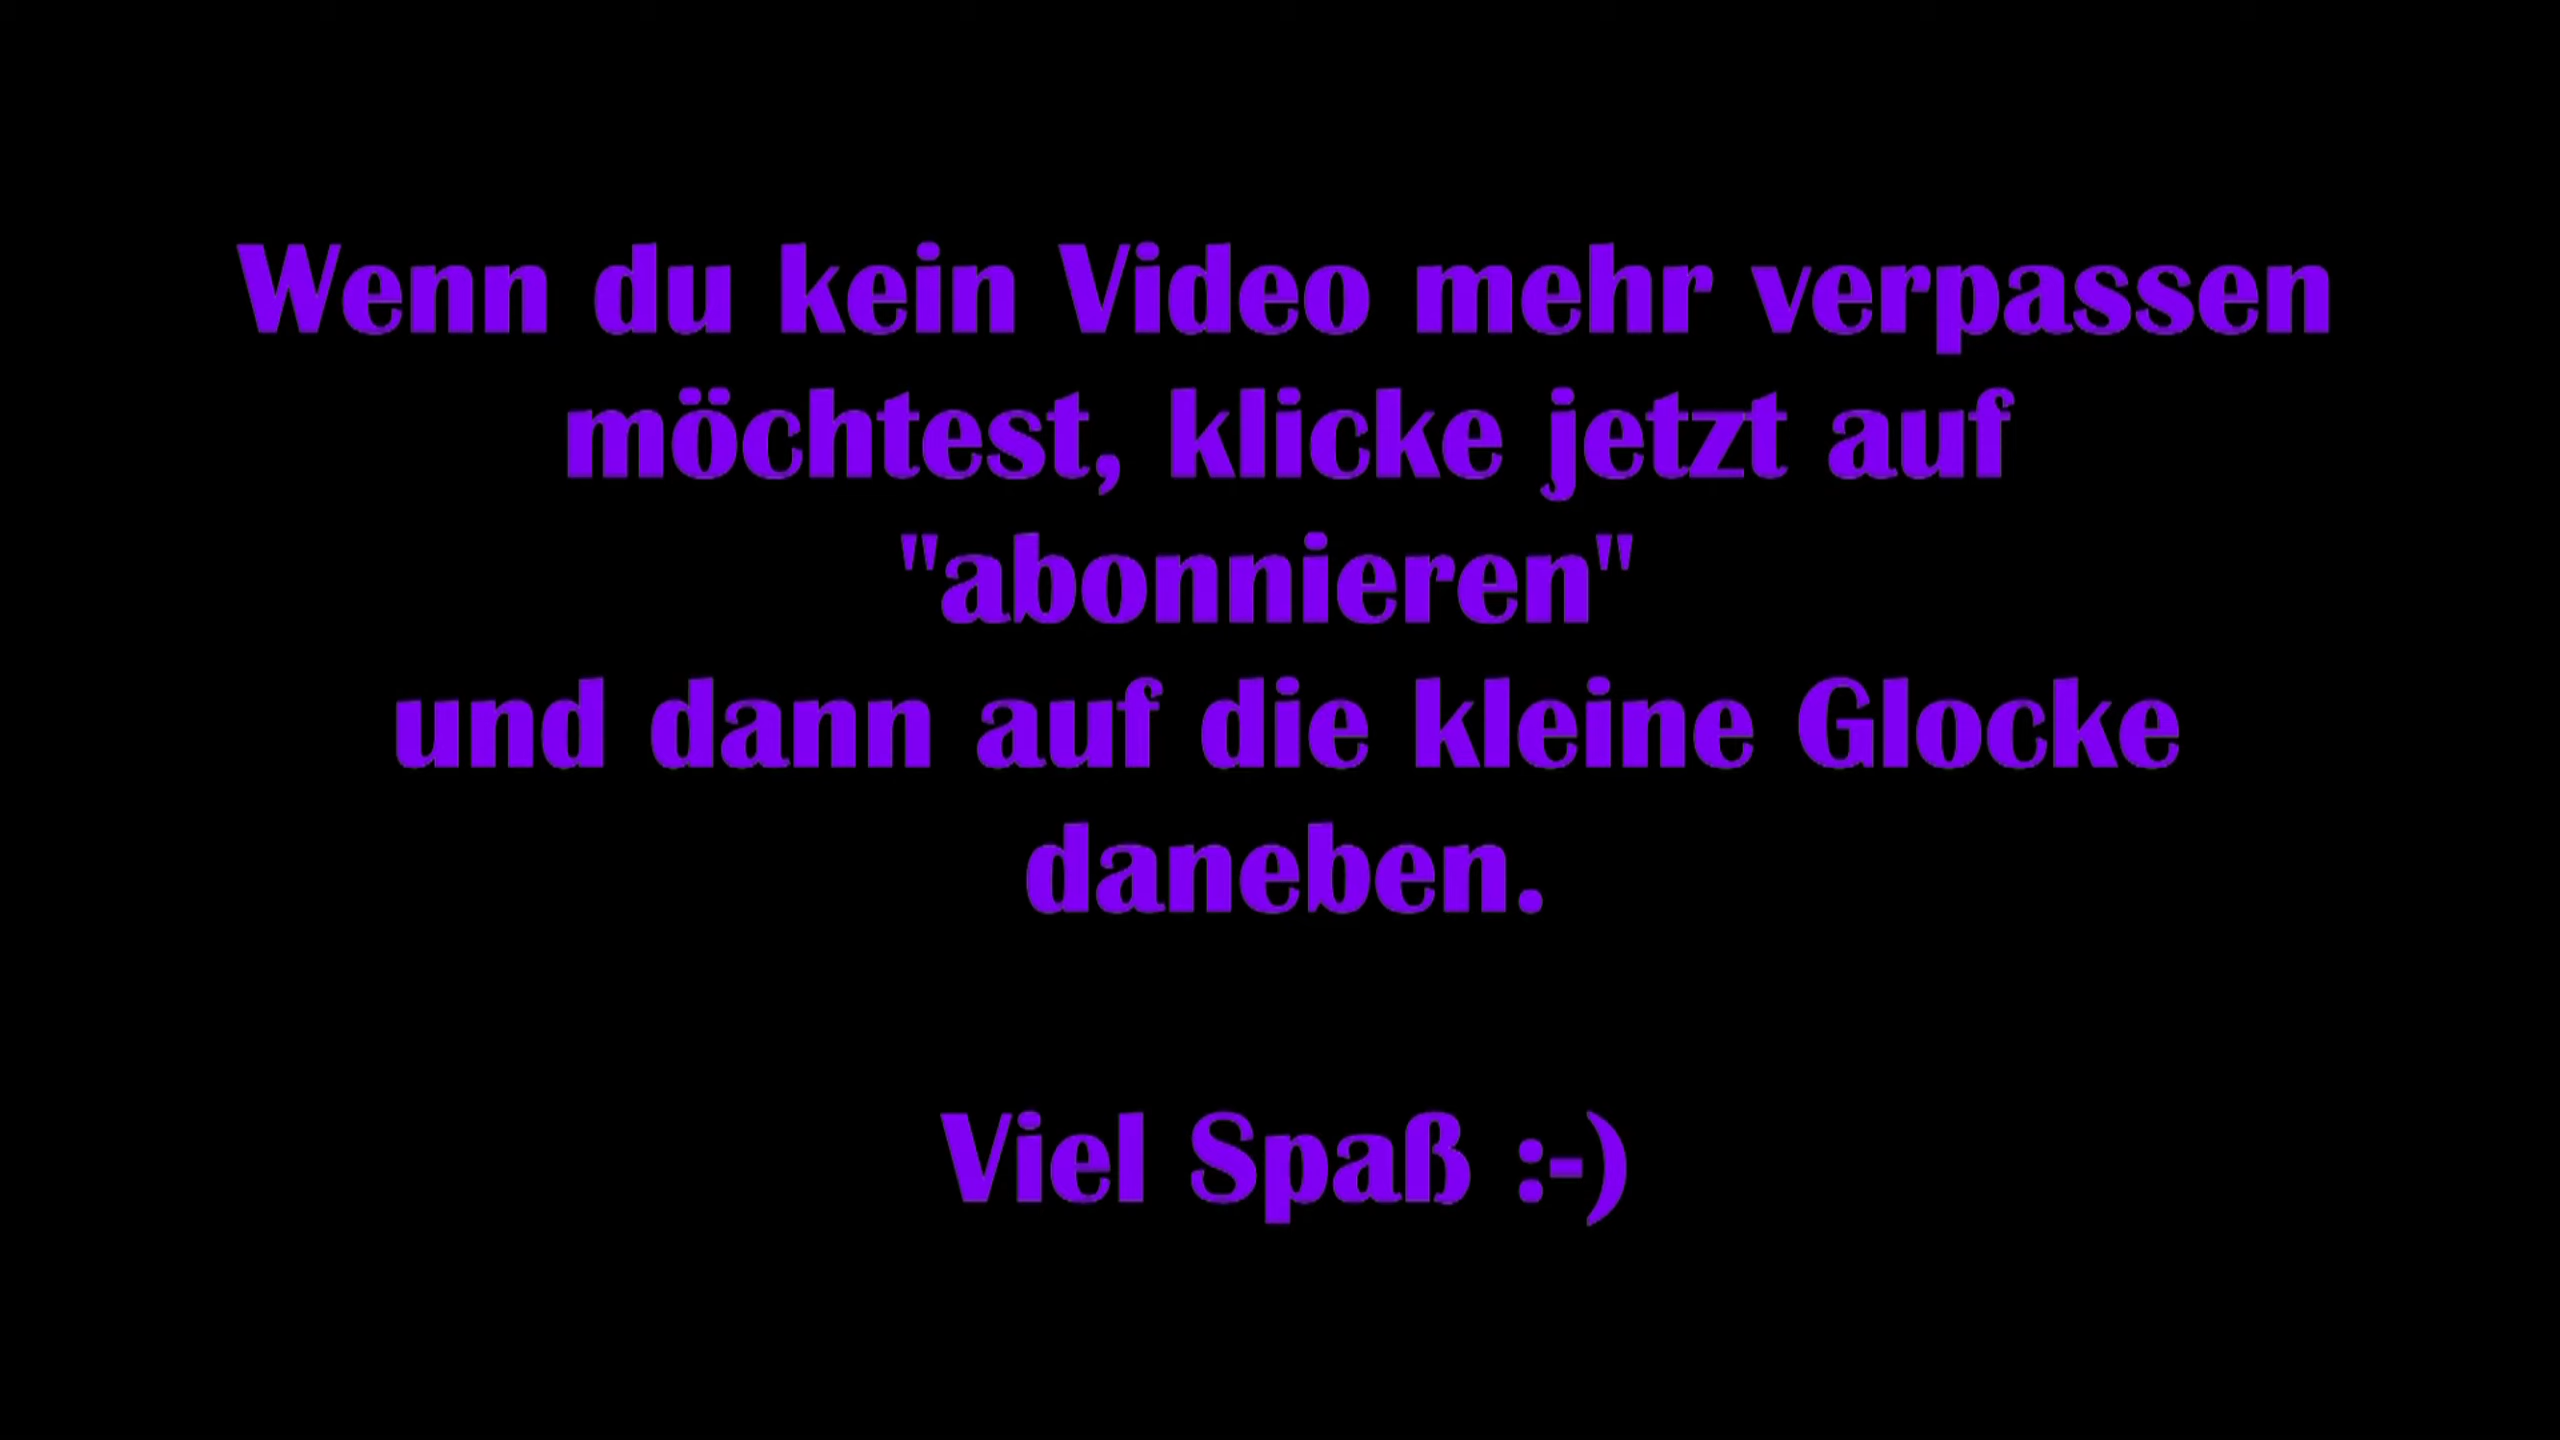 Wenn du kein Video mehr verpassen
möchtest, klicke jetzt auf
"abonnieren"
und dann auf die kleine Glocke
daneben.
Viel Spaß :-)